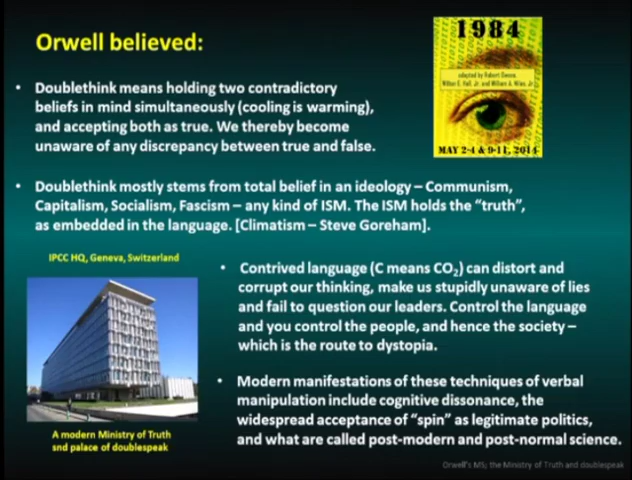 Orwell believed:
1984
adapted by Robert Owens,
Wilton E. Hall, Jr. and William A. Miles, Jr.
MAY 2-4 & 9-11, 2014
• Doublethink means holding two contradictory
beliefs in mind simultaneously (cooling is warming),
and accepting both as true. We thereby become
unaware of any discrepancy between true and false.
• Doublethink mostly stems from total belief in an ideology – Communism,
Capitalism, Socialism, Fascism – any kind of ISM. The ISM holds the “truth”,
as embedded in the language. [Climatism – Steve Goreham].
IPCC HQ, Geneva, Switzerland
A modern Ministry of Truth
snd palace of doublespeak
• Contrived language (C means CO₂) can distort and
corrupt our thinking, make us stupidly unaware of lies
and fail to question our leaders. Control the language
and you control the people, and hence the society –
which is the route to dystopia.
• Modern manifestations of these techniques of verbal
manipulation include cognitive dissonance, the
widespread acceptance of “spin” as legitimate politics,
and what are called post-modern and post-normal science.
Orwell's MS; the Ministry of Truth and doublespeak